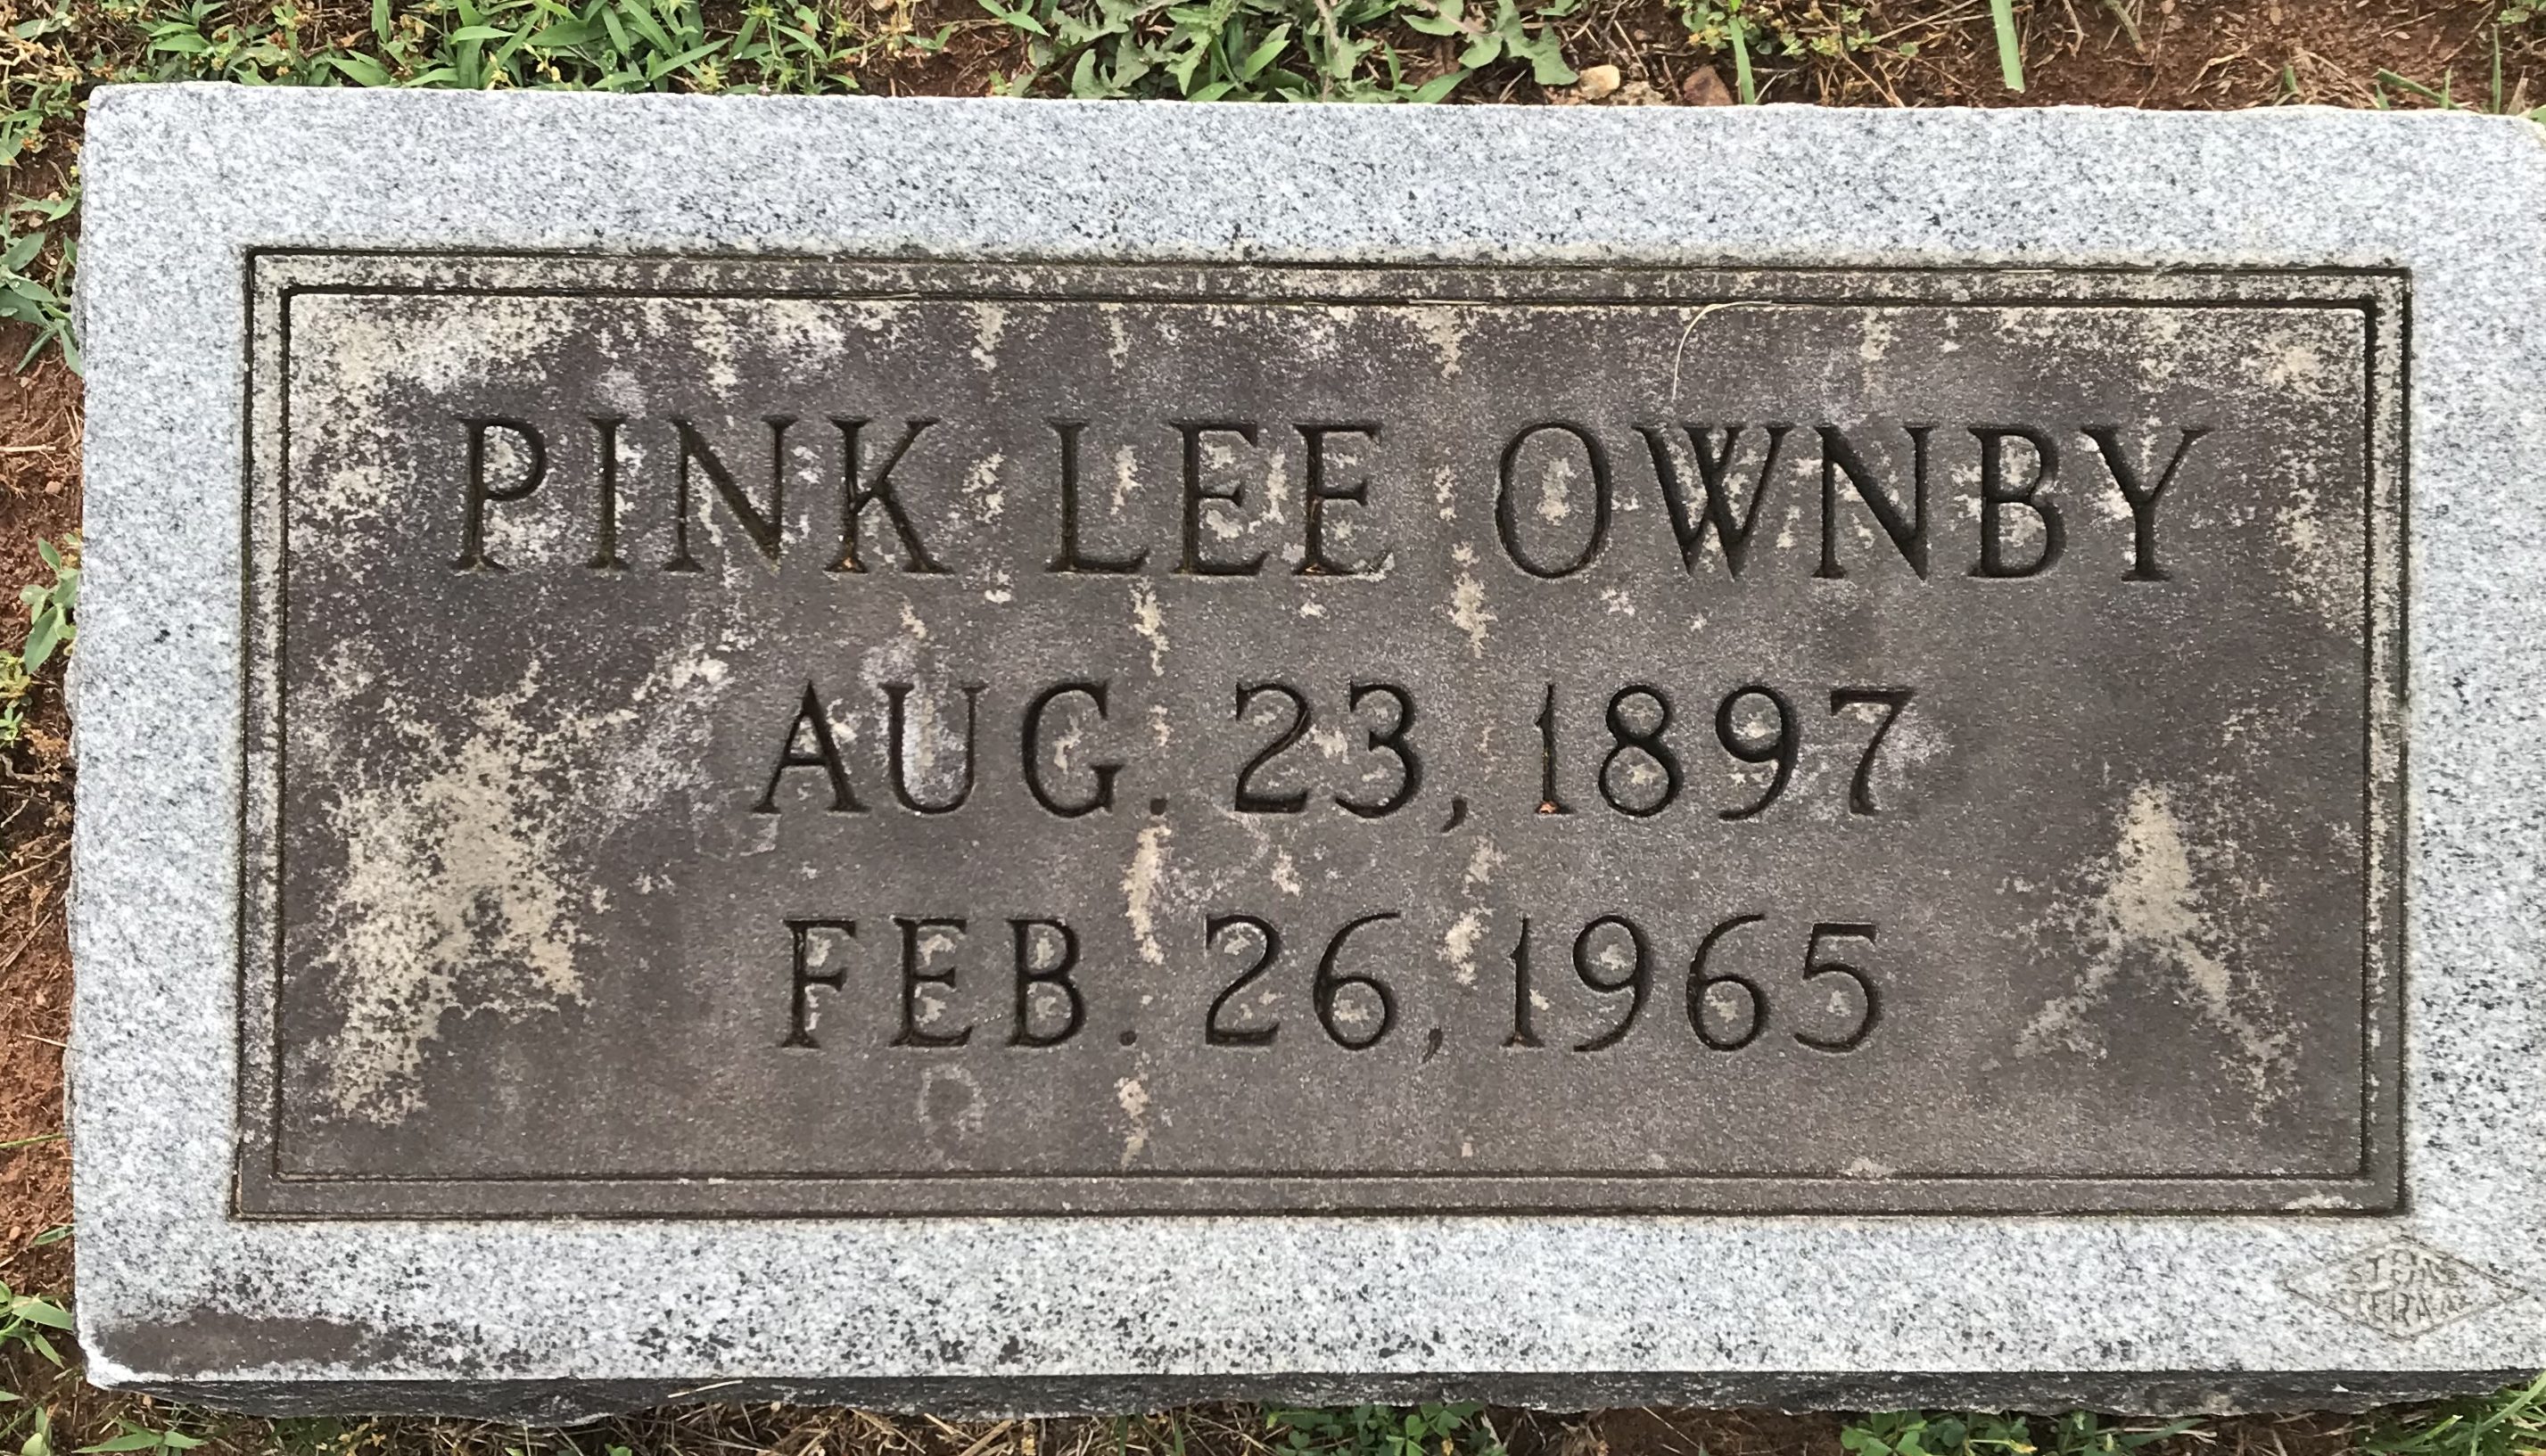 PINK LEE OWNBY
AUG. 23, 1897
FEB. 26, 1965